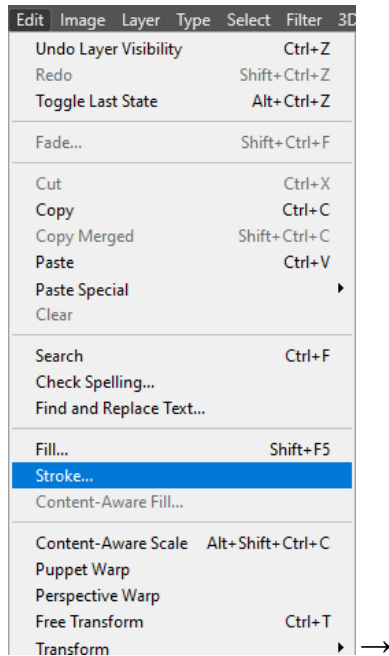 Edit Image Layer Type Select Filter 3D
Undo Layer Visibility Ctrl+Z
Redo Shift+Ctrl+Z
Toggle Last State Alt+Ctrl+Z
Fade... Shift+Ctrl+F
Cut Ctrl+X
Copy Ctrl+C
Copy Merged Shift+Ctrl+C
Paste Ctrl+V
Paste Special
Clear
Search Ctrl+F
Check Spelling...
Find and Replace Text...
Fill... Shift+F5
Stroke...
Content-Aware Fill...
Content-Aware Scale Alt+Shift+Ctrl+C
Puppet Warp
Perspective Warp
Free Transform Ctrl+T
Transform →